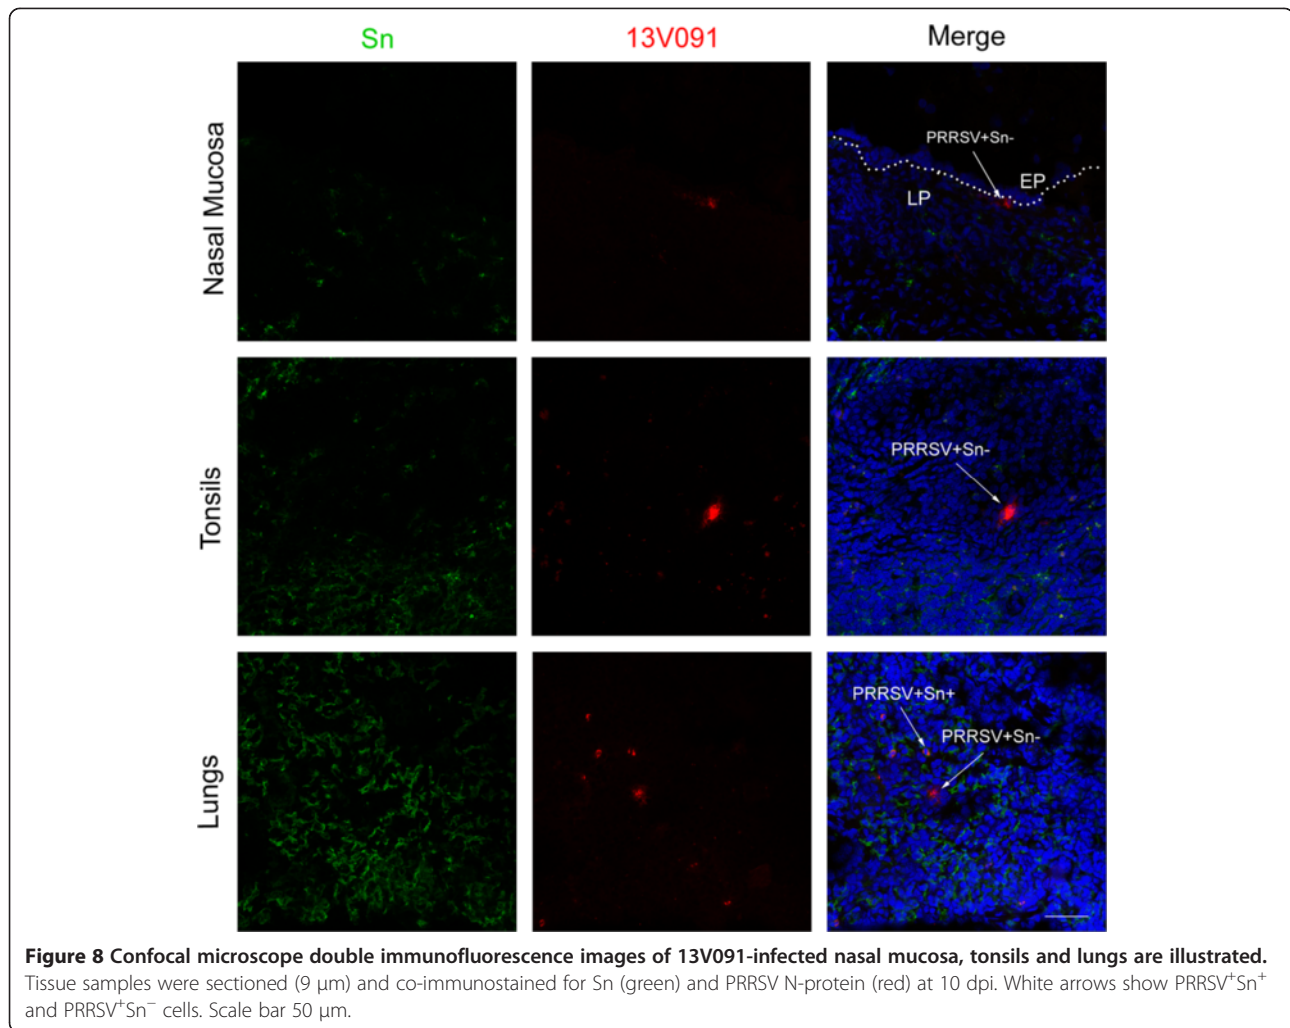 Sn 13V091 Merge
Nasal Mucosa
PRRSV+Sn-
EP
LP
Tonsils
PRRSV+Sn-
Lungs
PRRSV+Sn+
PRRSV+Sn-
Figure 8 Confocal microscope double immunofluorescence images of 13V091-infected nasal mucosa, tonsils and lungs are illustrated.
Tissue samples were sectioned (9 μm) and co-immunostained for Sn (green) and PRRSV N-protein (red) at 10 dpi. White arrows show PRRSV⁺Sn⁺
and PRRSV⁺Sn⁻ cells. Scale bar 50 μm.